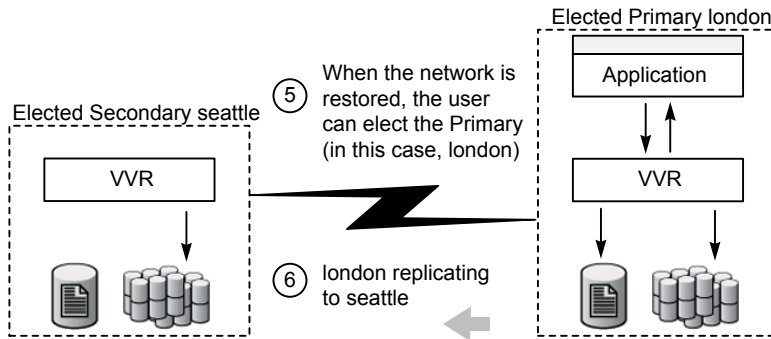 Elected Primary london
Application
5
When the network is
restored, the user
can elect the Primary
(in this case, london)
Elected Secondary seattle
VVR
VVR
6
london replicating
to seattle